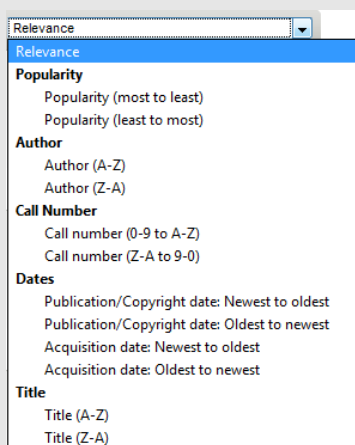 Relevance
Relevance
Popularity
Popularity (most to least)
Popularity (least to most)
Author
Author (A-Z)
Author (Z-A)
Call Number
Call number (0-9 to A-Z)
Call number (Z-A to 9-0)
Dates
Publication/Copyright date: Newest to oldest
Publication/Copyright date: Oldest to newest
Acquisition date: Newest to oldest
Acquisition date: Oldest to newest
Title
Title (A-Z)
Title (Z-A)